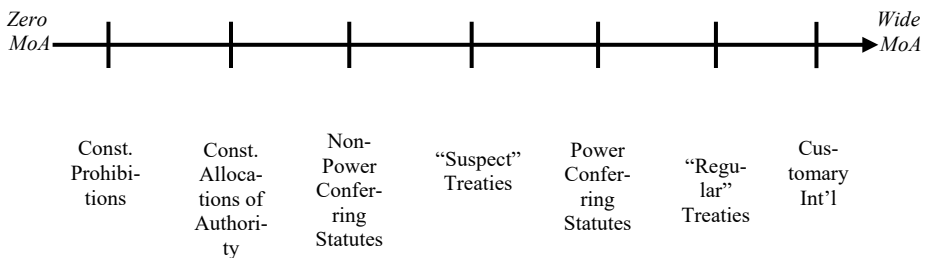 Zero
MoA
Wide
MoA
Const.
Prohibi-
tions
Const.
Alloca-
tions of
Authori-
ty
Non-
Power
Confer-
ring
Statutes
“Suspect”
Treaties
Power
Confer-
ring
Statutes
“Regu-
lar”
Treaties
Cus-
tomary
Int’l